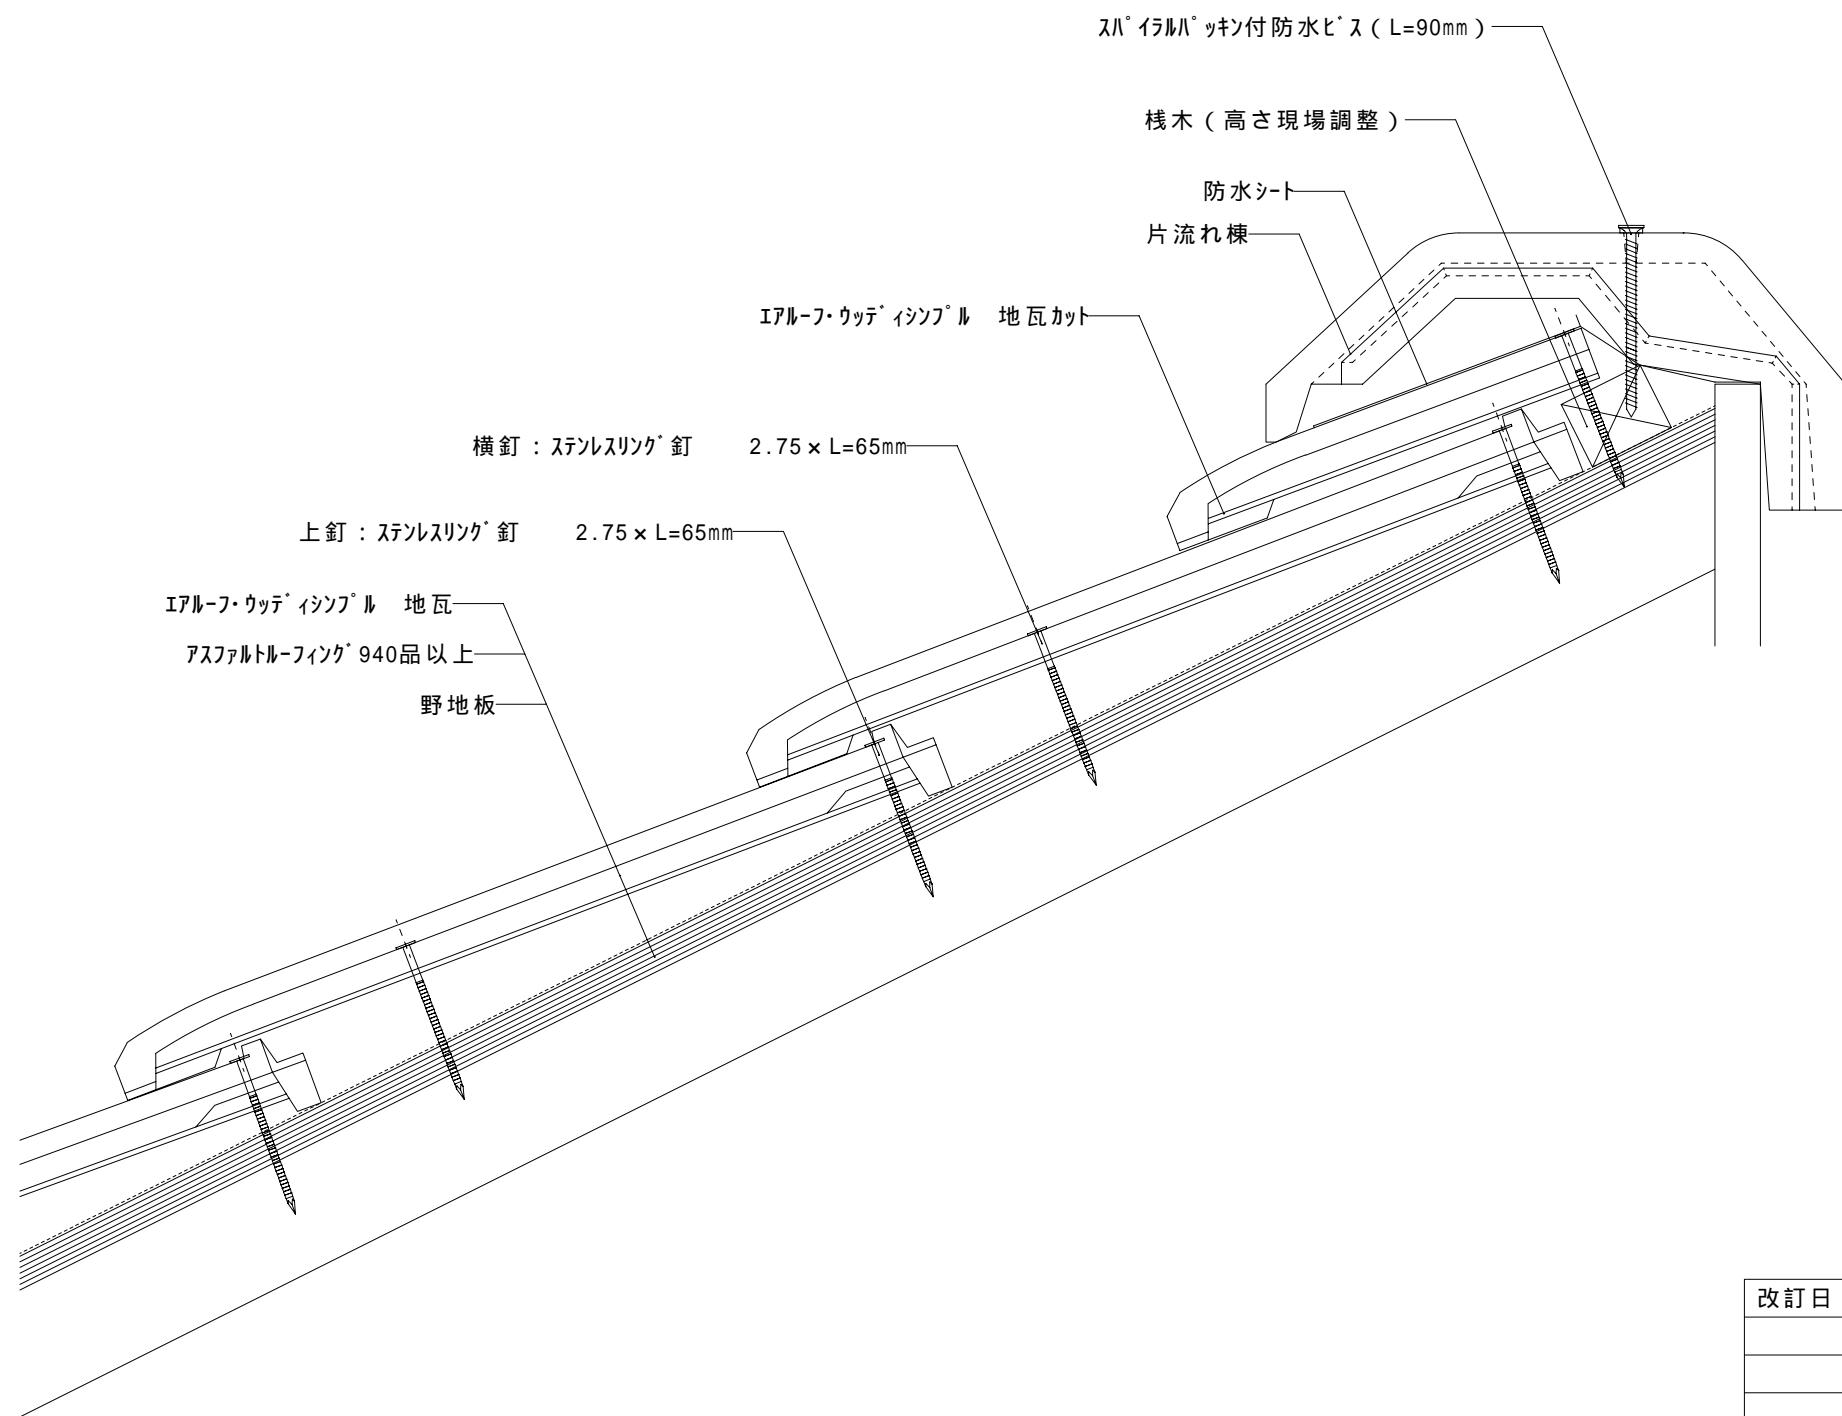 ｽﾊﾟｲﾗﾙﾊﾟｯｷﾝ付防水ﾋﾞｽ（L=90mm）
桟木（高さ現場調整）
防水ｼｰﾄ
片流れ棟
ｴｱﾙｰﾌ･ｳｯﾃﾞｨｼﾝﾌﾟﾙ　地瓦ｶｯﾄ
横釘：ｽﾃﾝﾚｽﾘﾝｸﾞ釘　2.75×L=65mm
上釘：ｽﾃﾝﾚｽﾘﾝｸﾞ釘　2.75×L=65mm
ｴｱﾙｰﾌ･ｳｯﾃﾞｨｼﾝﾌﾟﾙ　地瓦
ｱｽﾌｧﾙﾄﾙｰﾌｨﾝｸﾞ940品以上
野地板
改訂日